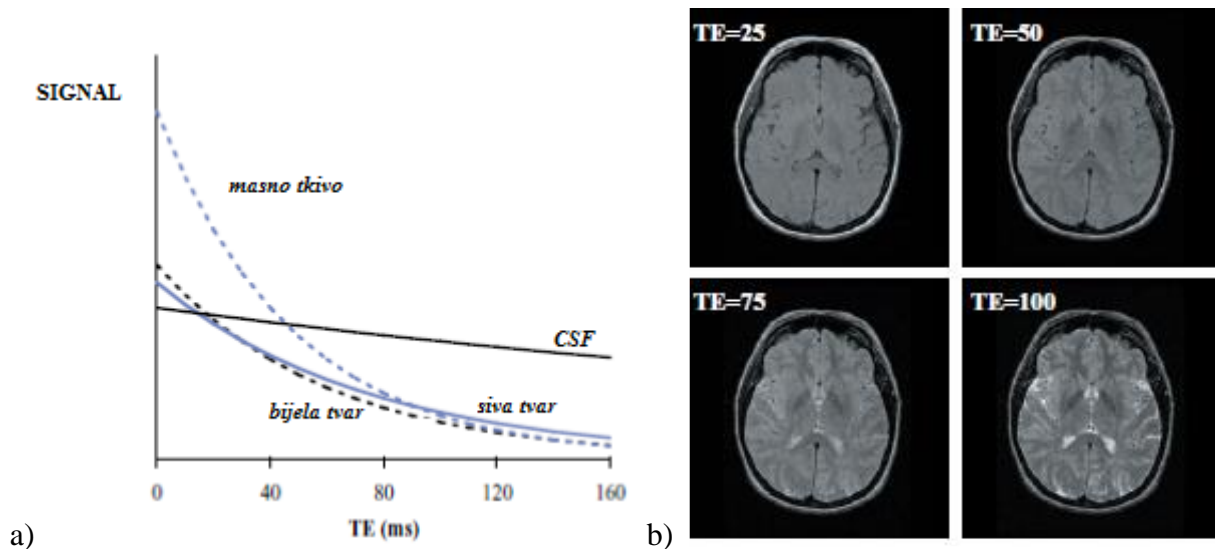 SIGNAL
masno tkivo
CSF
bijela tvar
siva tvar
0 40 80 120 160
TE (ms)
a)
TE=25
TE=50
TE=75
TE=100
b)